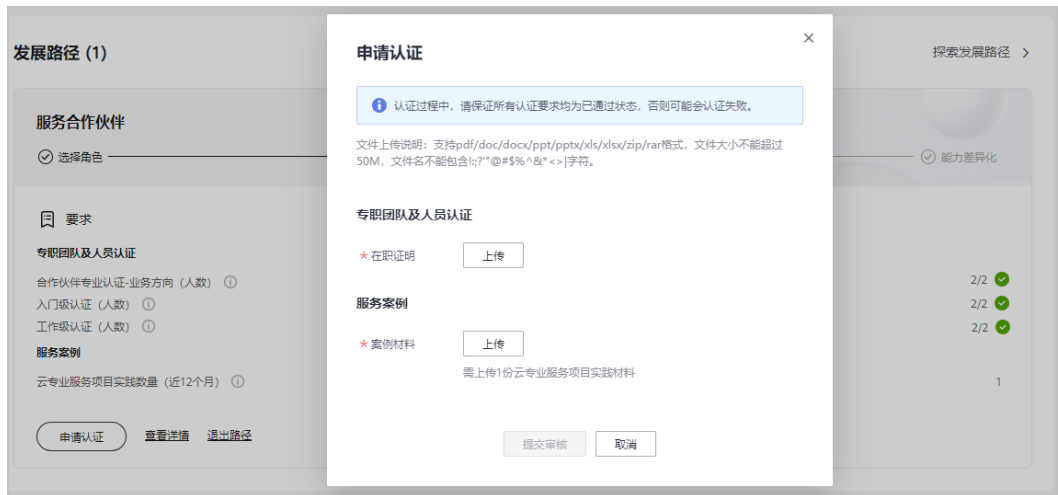 发展路径 (1)
探索发展路径
服务合作伙伴
选择角色
能力差异化
要求
专职团队及人员认证
合作伙伴专业认证-业务方向（人数）
2/2
入门级认证（人数）
2/2
工作级认证（人数）
2/2
服务案例
云专业服务项目实践数量（近12个月）
1
申请认证
查看详情
退出路径
申请认证
认证过程中，请保证所有认证要求均为已通过状态，否则可能会认证失败。
文件上传说明：支持pdf/doc/docx/ppt/pptx/xls/xlsx/zip/rar格式，文件大小不能超过
50M，文件名不能包含!:;?'"@#$%^&*<>|字符。
专职团队及人员认证
* 在职证明
上传
服务案例
* 案例材料
上传
需上传1份云专业服务项目实践材料
提交审核
取消